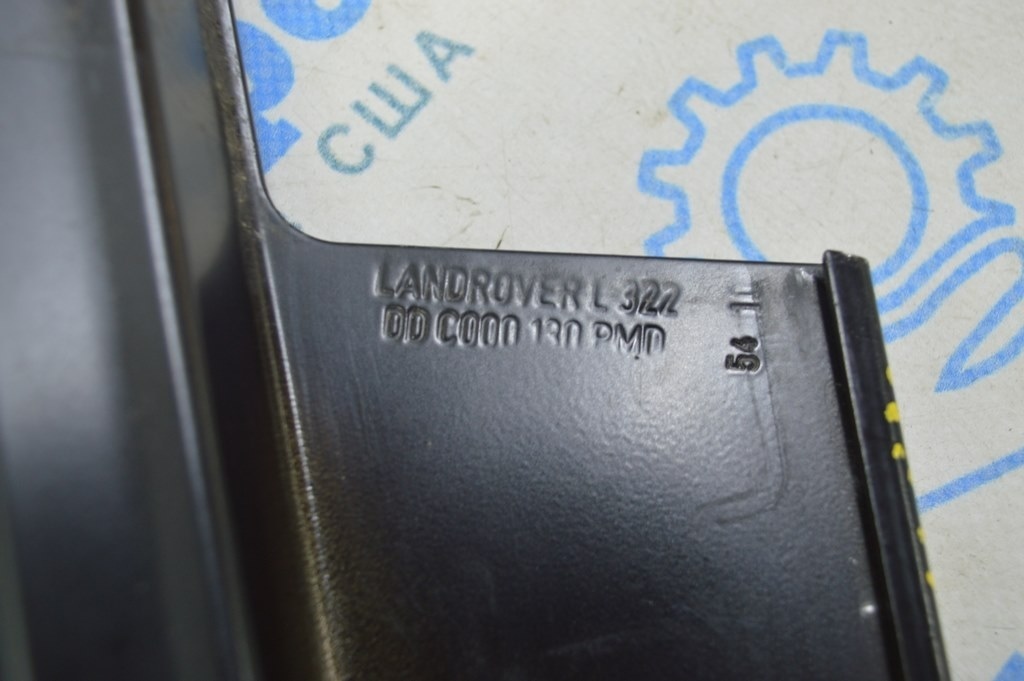 США
LANDROVER L 322
DD C000 130 PMD
54